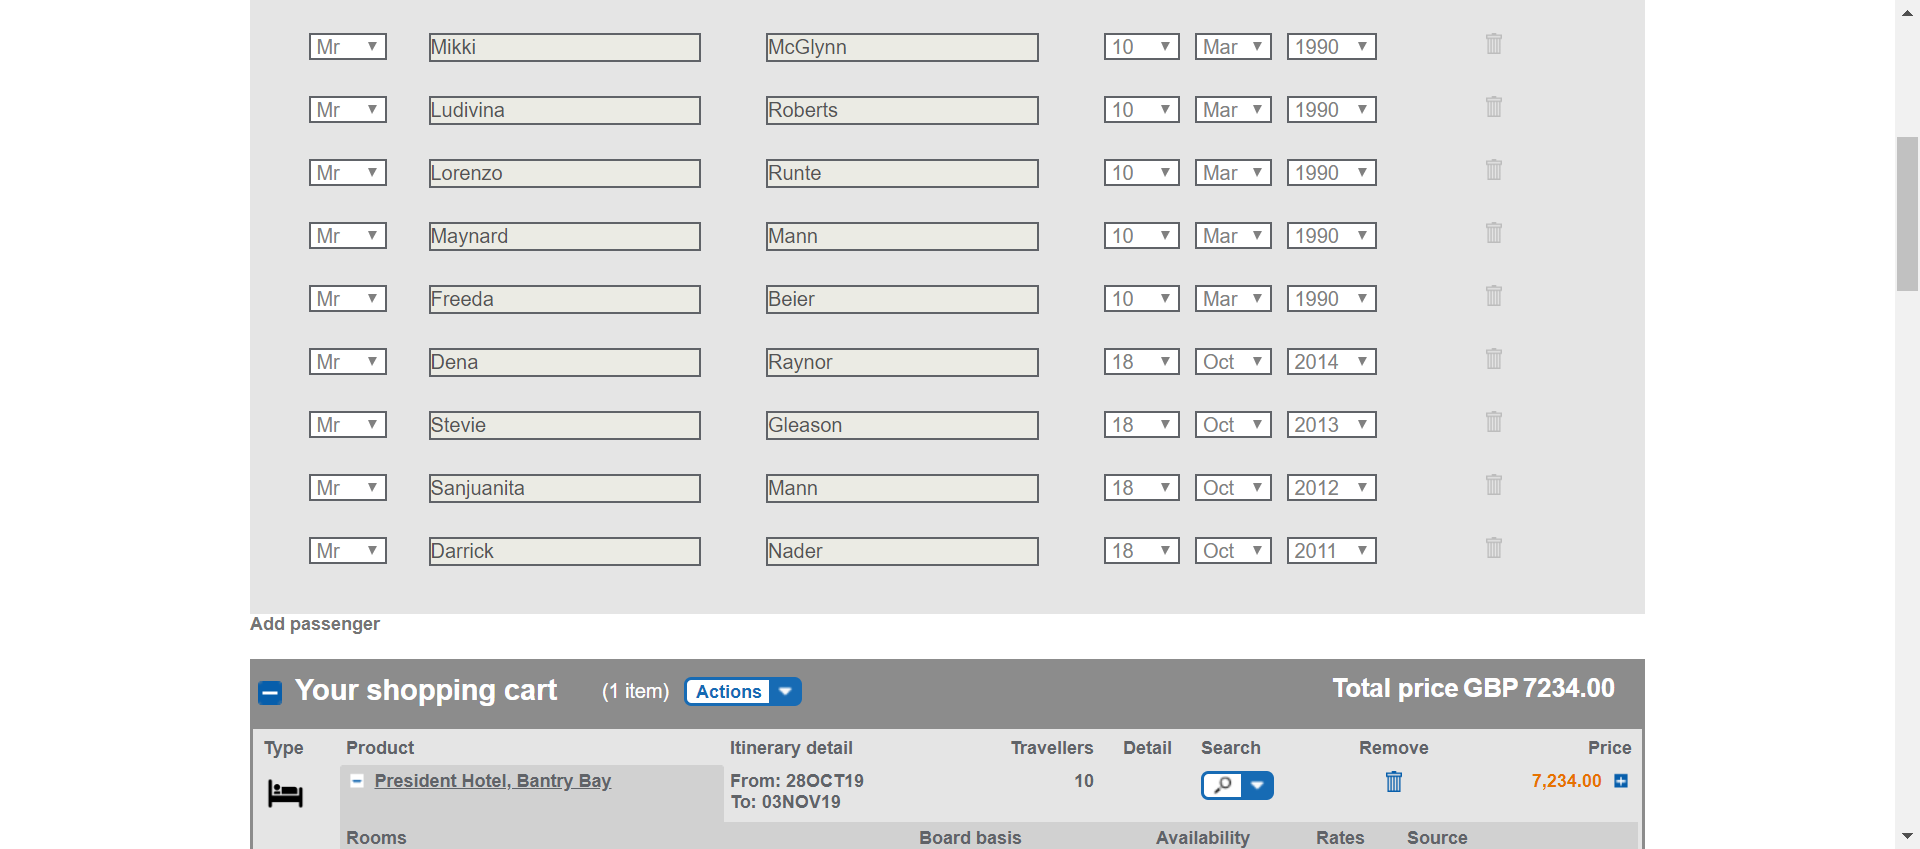 Mr Mikki McGlynn 10 Mar 1990
Mr Ludivina Roberts 10 Mar 1990
Mr Lorenzo Runte 10 Mar 1990
Mr Maynard Mann 10 Mar 1990
Mr Freeda Beier 10 Mar 1990
Mr Dena Raynor 18 Oct 2014
Mr Stevie Gleason 18 Oct 2013
Mr Sanjuanita Mann 18 Oct 2012
Mr Darrick Nader 18 Oct 2011
Add passenger
Your shopping cart (1 item) Actions Total price GBP 7234.00
Type Product Itinerary detail Travellers Detail Search Remove Price
President Hotel, Bantry Bay From: 28OCT19 10 7,234.00
To: 03NOV19
Rooms Board basis Availability Rates Source